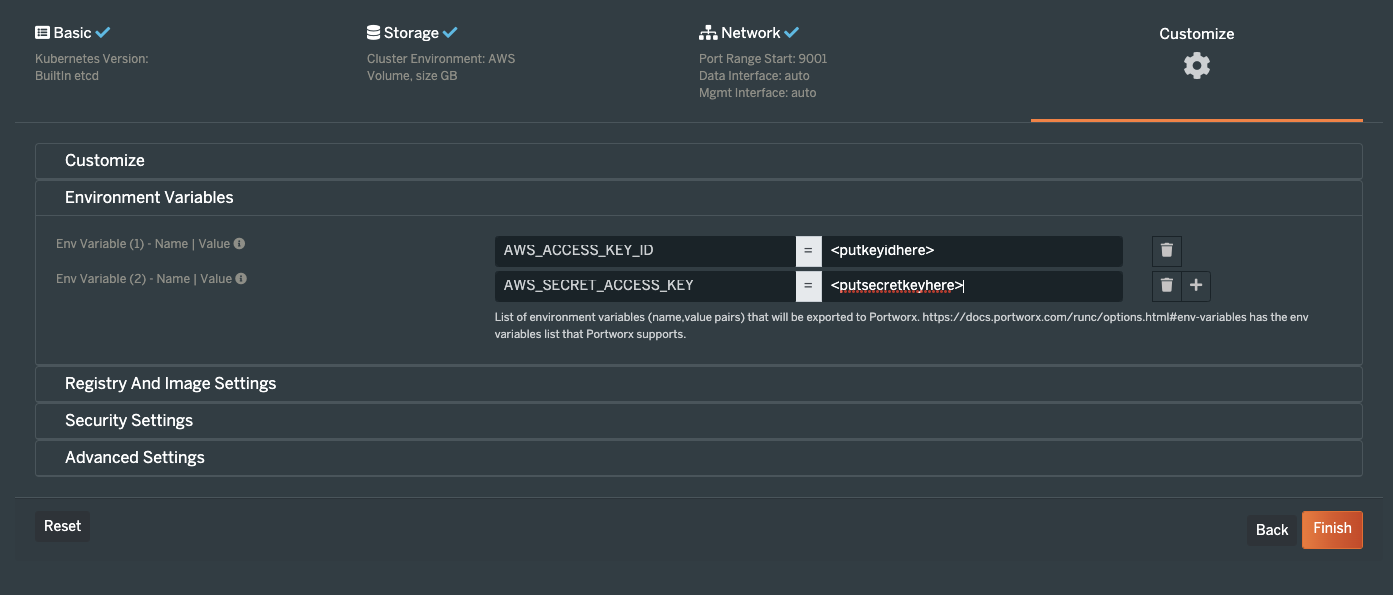 Basic
Kubernetes Version:
BuiltIn etcd
Storage
Cluster Environment: AWS
Volume, size GB
Network
Port Range Start: 9001
Data Interface: auto
Mgmt Interface: auto
Customize
Customize
Environment Variables
Env Variable (1) - Name | Value
AWS_ACCESS_KEY_ID = <putkeyidhere>
Env Variable (2) - Name | Value
AWS_SECRET_ACCESS_KEY = <putsecretkeyhere>
List of environment variables (name,value pairs) that will be exported to Portworx. https://docs.portworx.com/runc/options.html#env-variables has the env
variables list that Portworx supports.
Registry And Image Settings
Security Settings
Advanced Settings
Reset
Back
Finish